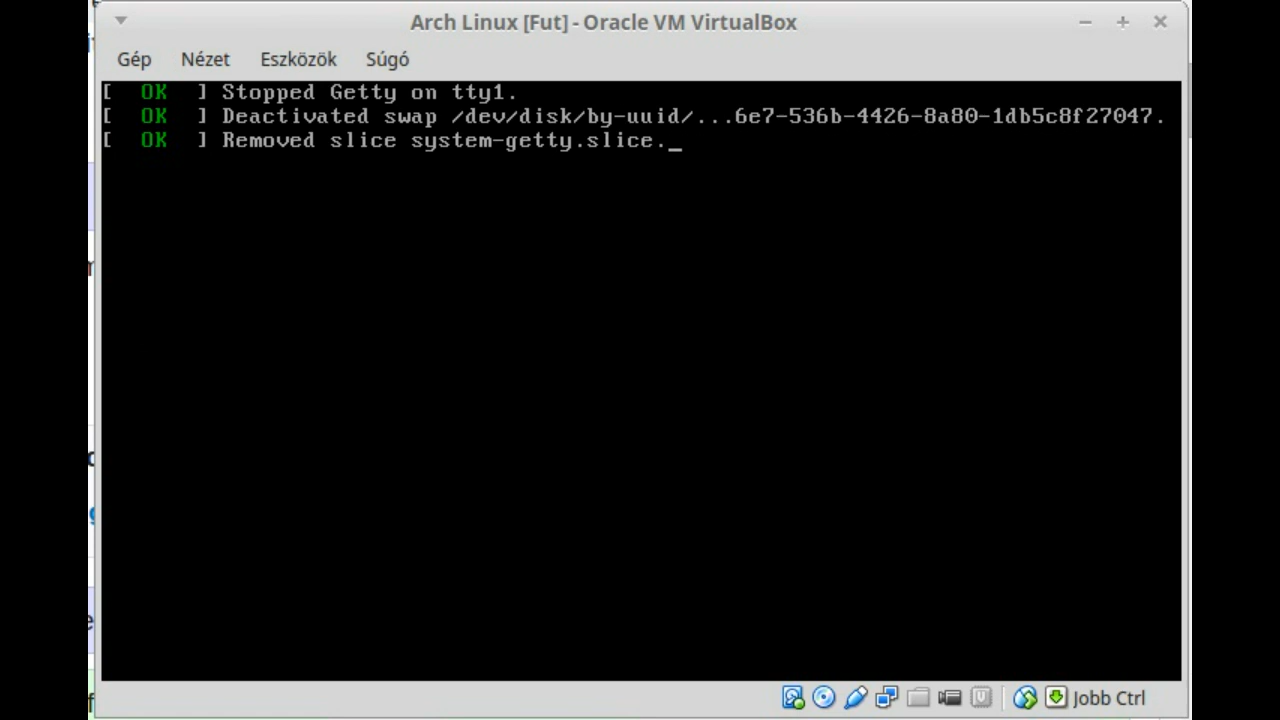 Arch Linux [Fut] - Oracle VM VirtualBox
Gép Nézet Eszközök Súgó
[ OK ] Stopped Getty on tty1.
[ OK ] Deactivated swap /dev/disk/by-uuid/...6e7-536b-4426-8a80-1db5c8f27047.
[ OK ] Removed slice system-getty.slice._
Jobb Ctrl